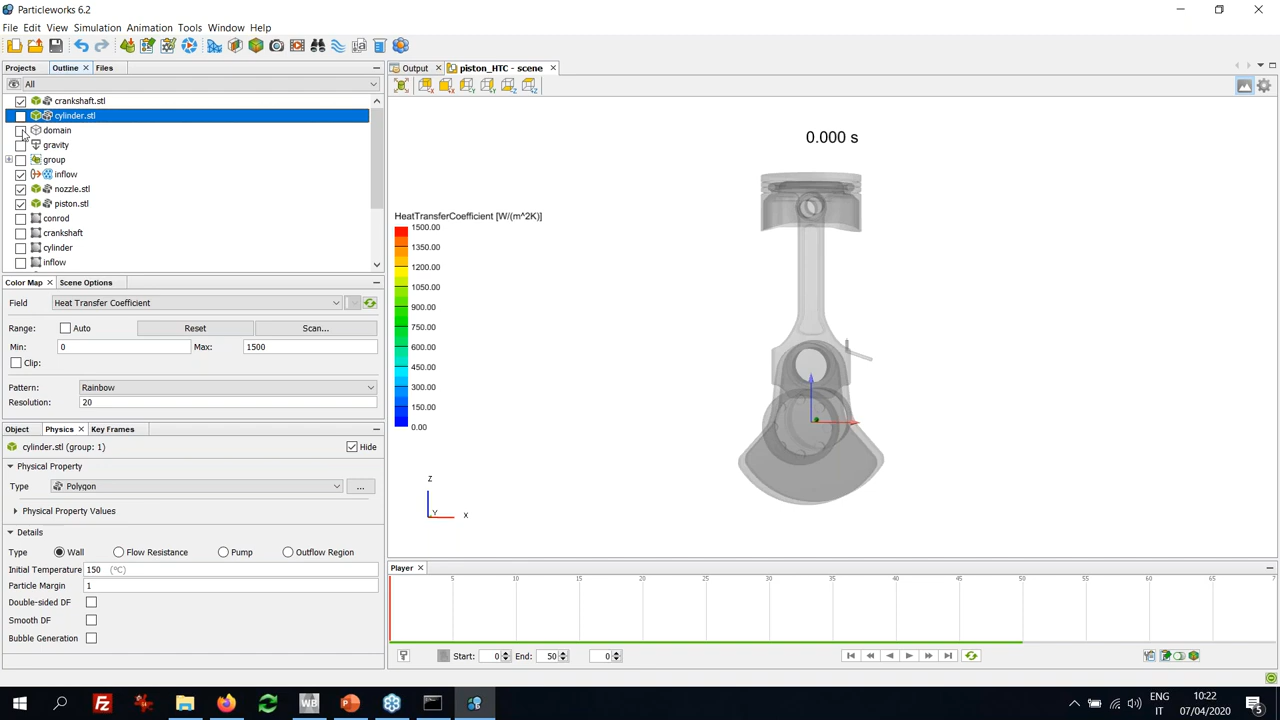 Particleworks 6.2
File Edit View Simulation Animation Tools Window Help
Projects Outline Files
Output piston_HTC - scene
All
crankshaft.stl
cylinder.stl
domain
gravity
group
inflow
nozzle.stl
piston.stl
conrod
crankshaft
cylinder
inflow
0.000 s
HeatTransferCoefficient [W/(m^2K)]
1500.00
1350.00
1200.00
1050.00
900.00
750.00
600.00
450.00
300.00
150.00
0.00
Z
Y
X
Color Map Scene Options
Field Heat Transfer Coefficient
Range: Auto Reset Scan...
Min: 0 Max: 1500
Clip:
Pattern: Rainbow
Resolution: 20
Object Physics Key Frames
cylinder.stl (group: 1) Hide
Physical Property
Type Polygon ...
Physical Property Values
Details
Type Wall Flow Resistance Pump Outflow Region
Initial Temperature 150 (°C)
Particle Margin 1
Double-sided DF
Smooth DF
Bubble Generation
Player
5 10 15 20 25 30 35 40 45 50 55 60 65 7
Start: 0 End: 50 0
WB
ENG
IT
10:22
07/04/2020
5